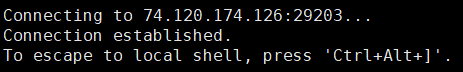 Connecting to 74.120.174.126:29203...
Connection established.
To escape to local shell, press 'Ctrl+Alt+]'.